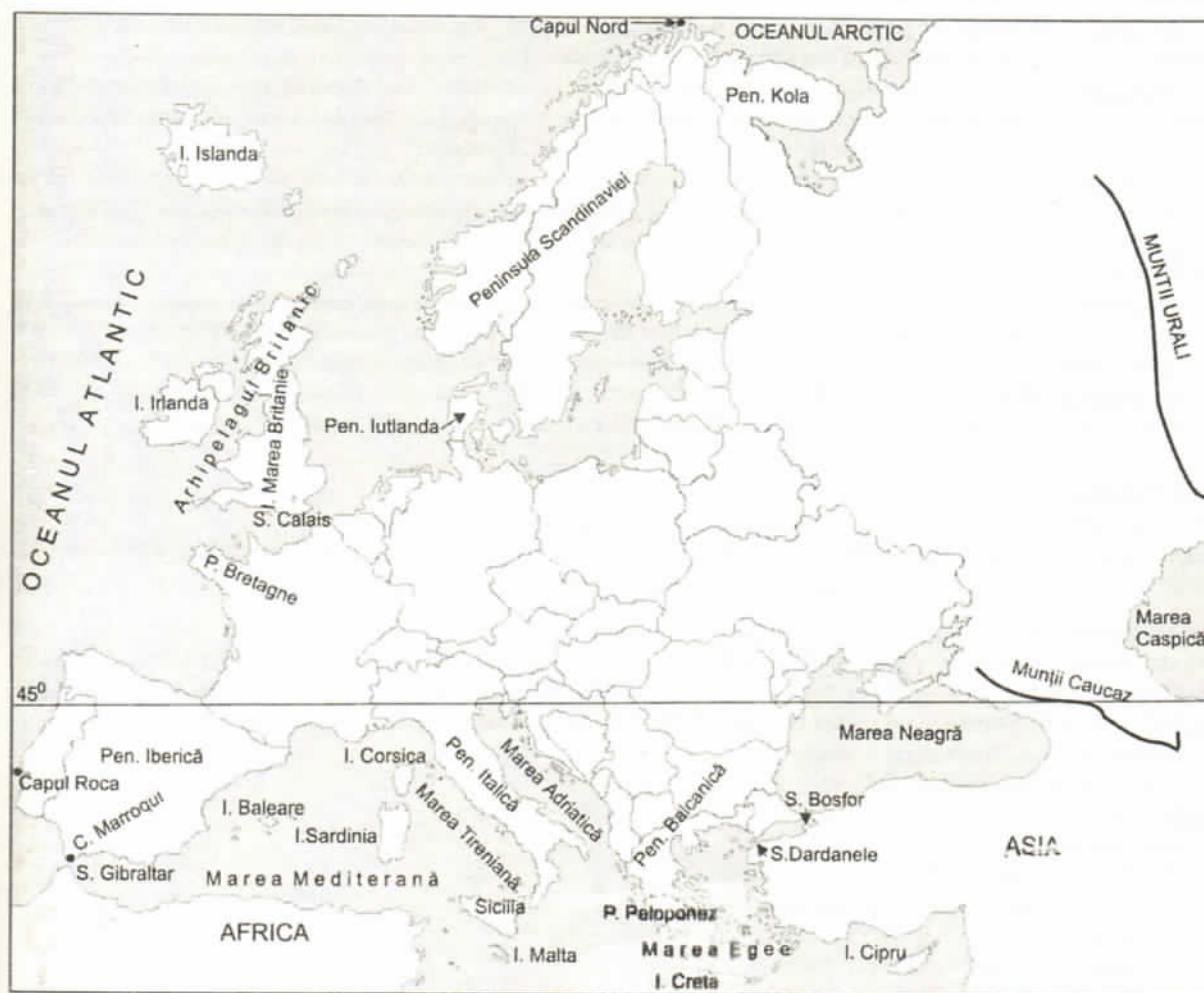 Capul Nord
OCEANUL ARCTIC
Pen. Kola
I. Islanda
Peninsula Scandinaviei
MUNTII URALI
OCEANUL ATLANTIC
Arhipelagul Britanic
I. Irlanda
I. Marea Britanie
Pen. Iutlanda
S. Calais
P. Bretagne
Marea
Caspică
45⁰
Munții Caucaz
Marea Neagră
Pen. Iberică
I. Corsica
Pen. Italică
Marea Adriatică
Capul Roca
Pen. Balcanică
S. Bosfor
C. Marroqui
I. Baleare
I.Sardinia
Marea Tireniană
S.Dardanele
ASIA
S. Gibraltar
Marea Mediterană
Sicilia
P. Peloponez
AFRICA
I. Malta
Marea Egee
I. Cipru
I. Creta